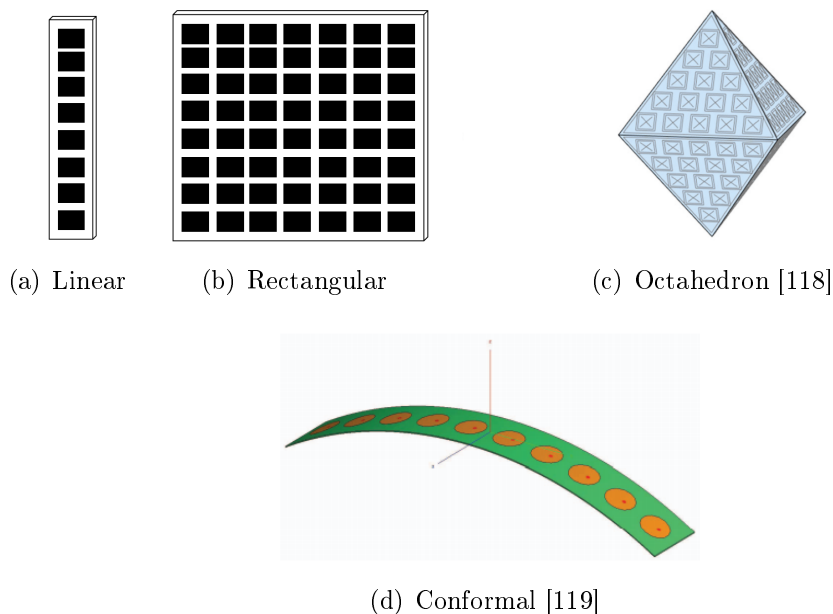 (a) Linear
(b) Rectangular
(c) Octahedron [118]
(d) Conformal [119]